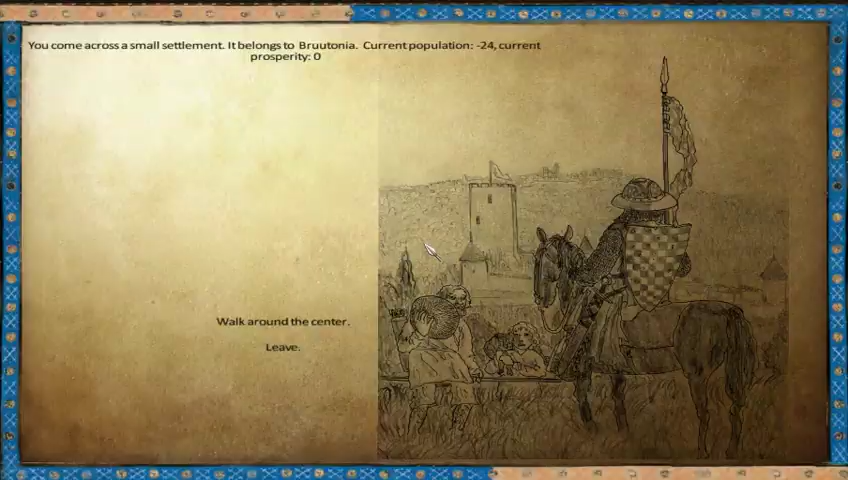 You come across a small settlement. It belongs to Bruutonia. Current population: -24, current
prosperity: 0
Walk around the center.
Leave.